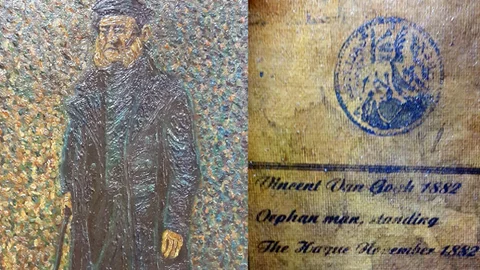 Vincent Van Gogh 1882
Orphan man, standing
The Hague November 1882